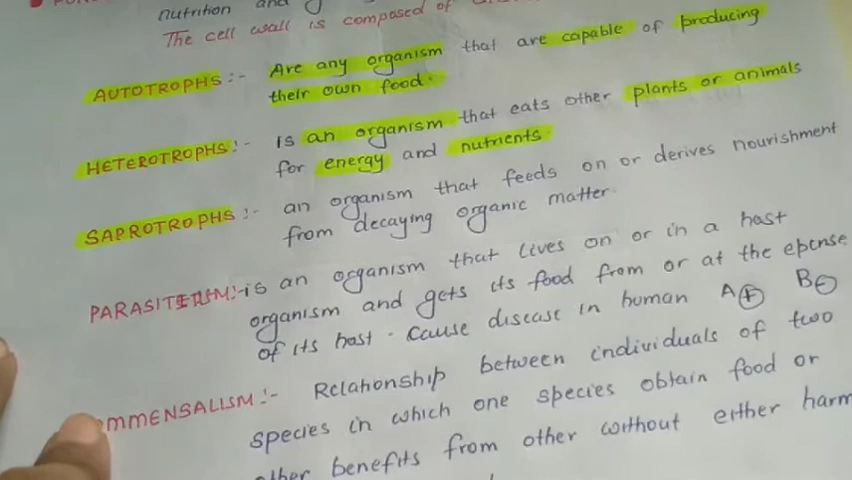 nutrition and
The cell wall is composed of
AUTOTROPHS :- Are any organism that are capable of producing
their own food.
HETEROTROPHS :- is an organism that eats other plants or animals
for energy and nutrients.
SAPROTROPHS :- an organism that feeds on or derives nourishment
from decaying organic matter.
:- is an organism that lives on or in a host
organism and gets its food from or at the epense
of its host. Cause disease in human A⊕ B⊖
OMMENSALISM :- Relationship between individuals of two
species in which one species obtain food or
other benefits from other without either harm